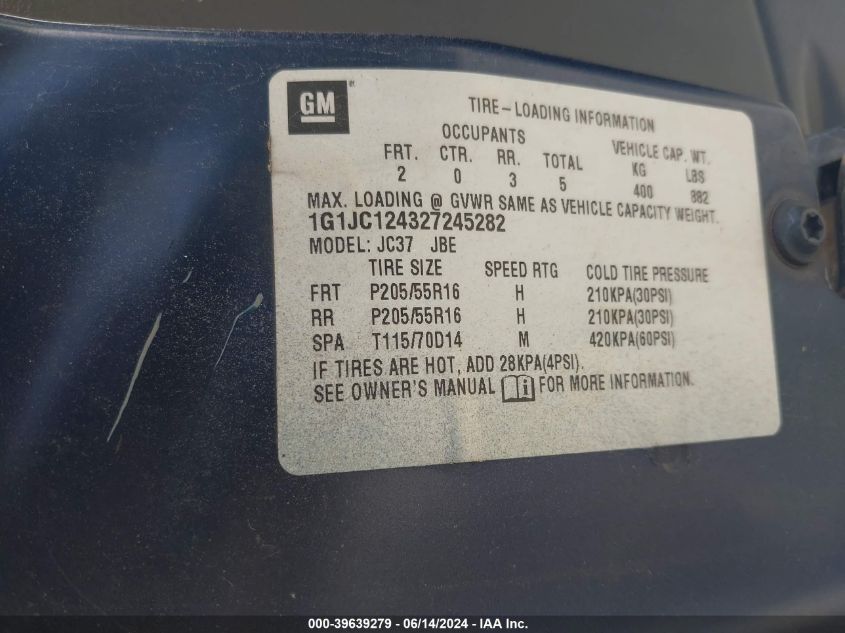 GM
TIRE-LOADING INFORMATION
OCCUPANTS VEHICLE CAP. WT.
FRT. CTR. RR. TOTAL KG LBS
2 0 3 5 400 882
MAX. LOADING @ GVWR SAME AS VEHICLE CAPACITY WEIGHT.
1G1JC124327245282
MODEL: JC37 JBE
TIRE SIZE SPEED RTG COLD TIRE PRESSURE
FRT P205/55R16 H 210KPA(30PSI)
RR P205/55R16 H 210KPA(30PSI)
SPA T115/70D14 M 420KPA(60PSI)
IF TIRES ARE HOT, ADD 28KPA(4PSI).
SEE OWNER'S MANUAL FOR MORE INFORMATION.
000-39639279 - 06/14/2024 - IAA Inc.